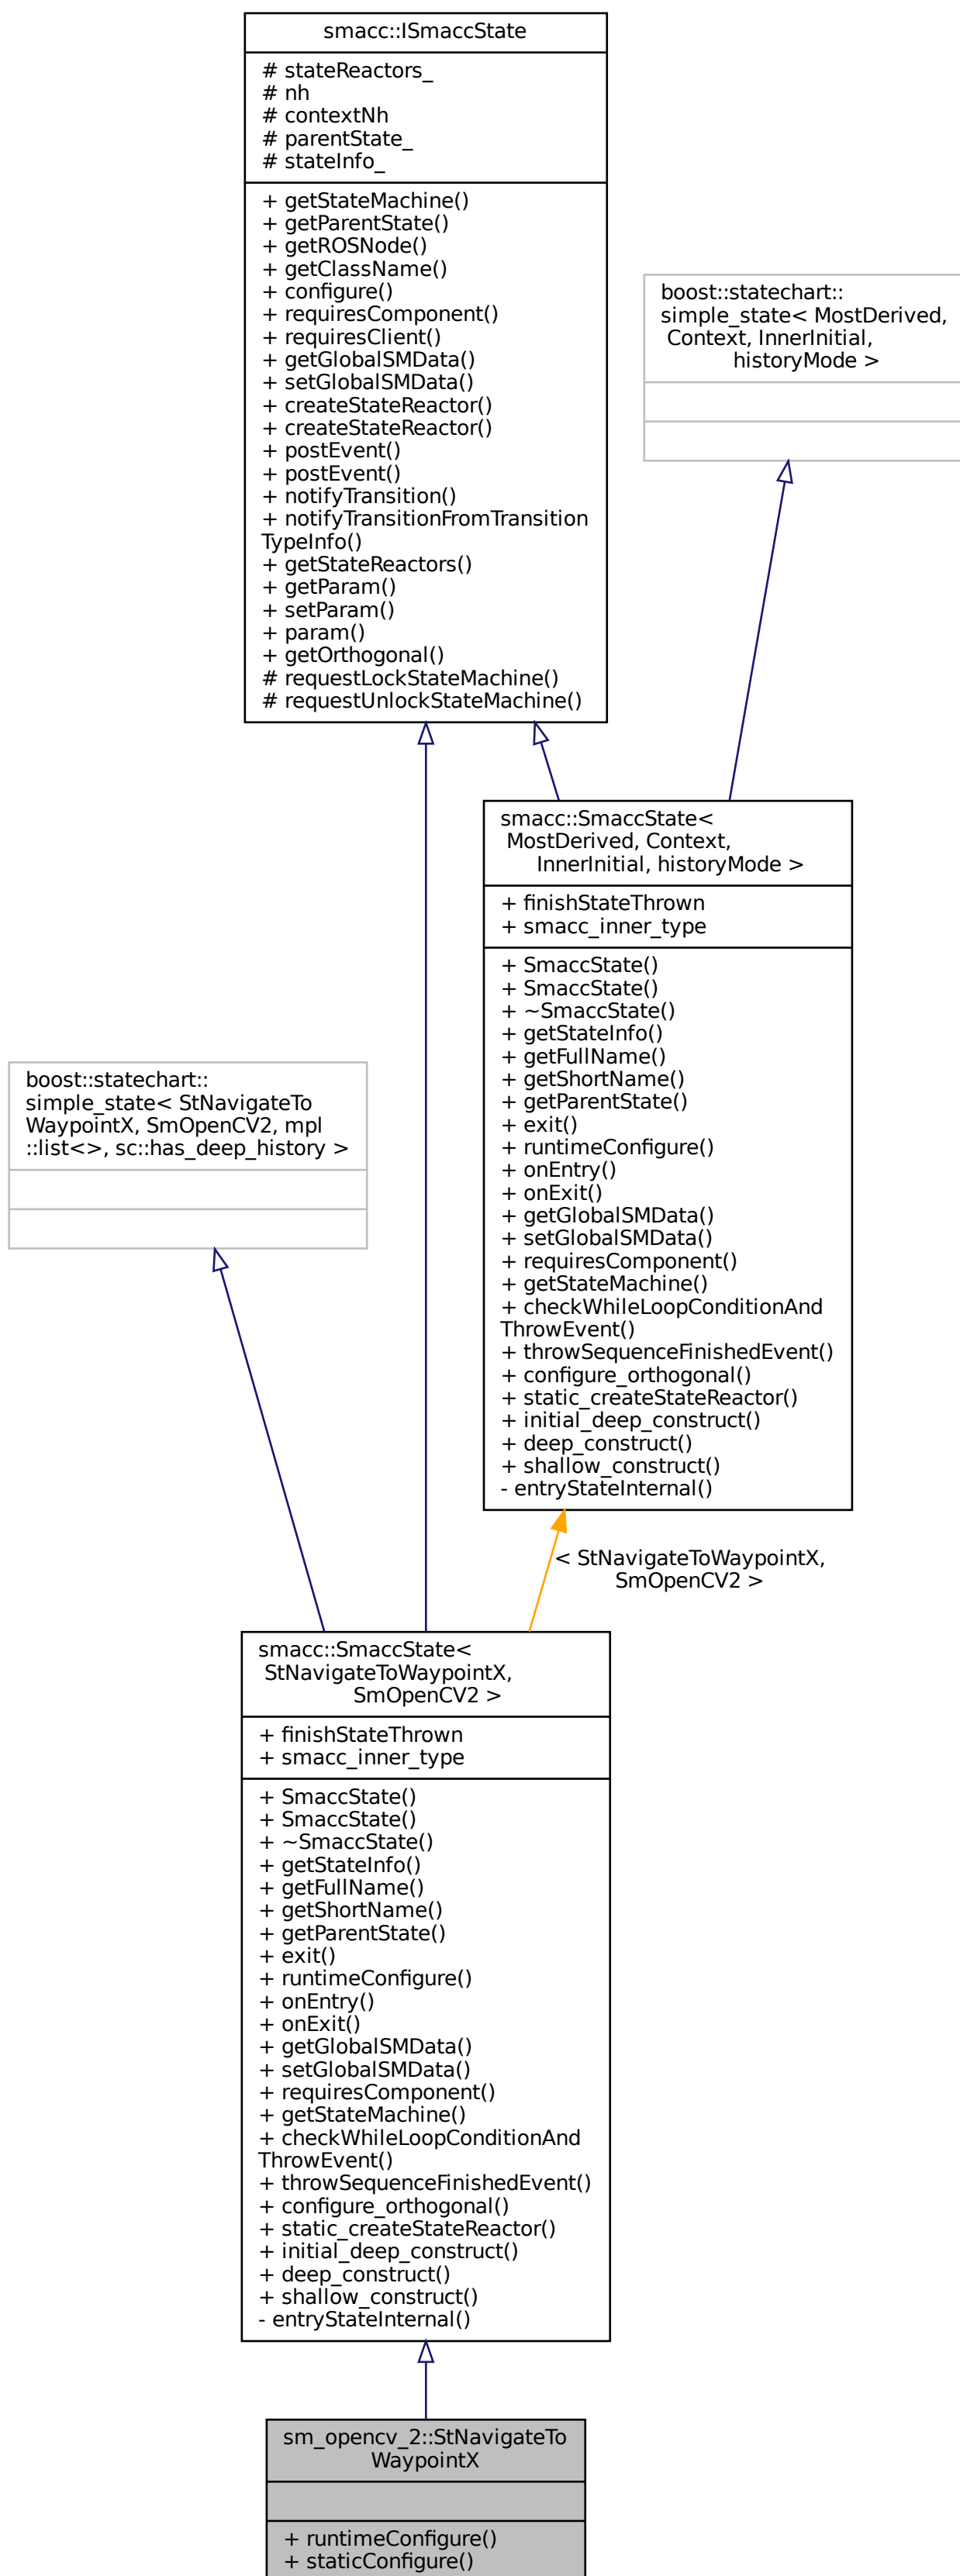 smacc::ISmaccState
# stateReactors_
# nh
# contextNh
# parentState_
# stateInfo_
+ getStateMachine()
+ getParentState()
+ getROSNode()
+ getClassName()
+ configure()
+ requiresComponent()
+ requiresClient()
+ getGlobalSMData()
+ setGlobalSMData()
+ createStateReactor()
+ createStateReactor()
+ postEvent()
+ postEvent()
+ notifyTransition()
+ notifyTransitionFromTransition
TypeInfo()
+ getStateReactors()
+ getParam()
+ setParam()
+ param()
+ getOrthogonal()
# requestLockStateMachine()
# requestUnlockStateMachine()
boost::statechart::
simple_state< MostDerived,
Context, InnerInitial,
historyMode >
smacc::SmaccState<
MostDerived, Context,
InnerInitial, historyMode >
+ finishStateThrown
+ smacc_inner_type
+ SmaccState()
+ SmaccState()
+ ~SmaccState()
+ getStateInfo()
+ getFullName()
+ getShortName()
+ getParentState()
+ exit()
+ runtimeConfigure()
+ onEntry()
+ onExit()
+ getGlobalSMData()
+ setGlobalSMData()
+ requiresComponent()
+ getStateMachine()
+ checkWhileLoopConditionAnd
ThrowEvent()
+ throwSequenceFinishedEvent()
+ configure_orthogonal()
+ static_createStateReactor()
+ initial_deep_construct()
+ deep_construct()
+ shallow_construct()
- entryStateInternal()
boost::statechart::
simple_state< StNavigateTo
WaypointX, SmOpenCV2, mpl
::list<>, sc::has_deep_history >
< StNavigateToWaypointX,
SmOpenCV2 >
smacc::SmaccState<
StNavigateToWaypointX,
SmOpenCV2 >
+ finishStateThrown
+ smacc_inner_type
+ SmaccState()
+ SmaccState()
+ ~SmaccState()
+ getStateInfo()
+ getFullName()
+ getShortName()
+ getParentState()
+ exit()
+ runtimeConfigure()
+ onEntry()
+ onExit()
+ getGlobalSMData()
+ setGlobalSMData()
+ requiresComponent()
+ getStateMachine()
+ checkWhileLoopConditionAnd
ThrowEvent()
+ throwSequenceFinishedEvent()
+ configure_orthogonal()
+ static_createStateReactor()
+ initial_deep_construct()
+ deep_construct()
+ shallow_construct()
- entryStateInternal()
sm_opencv_2::StNavigateTo
WaypointX
+ runtimeConfigure()
+ staticConfigure()